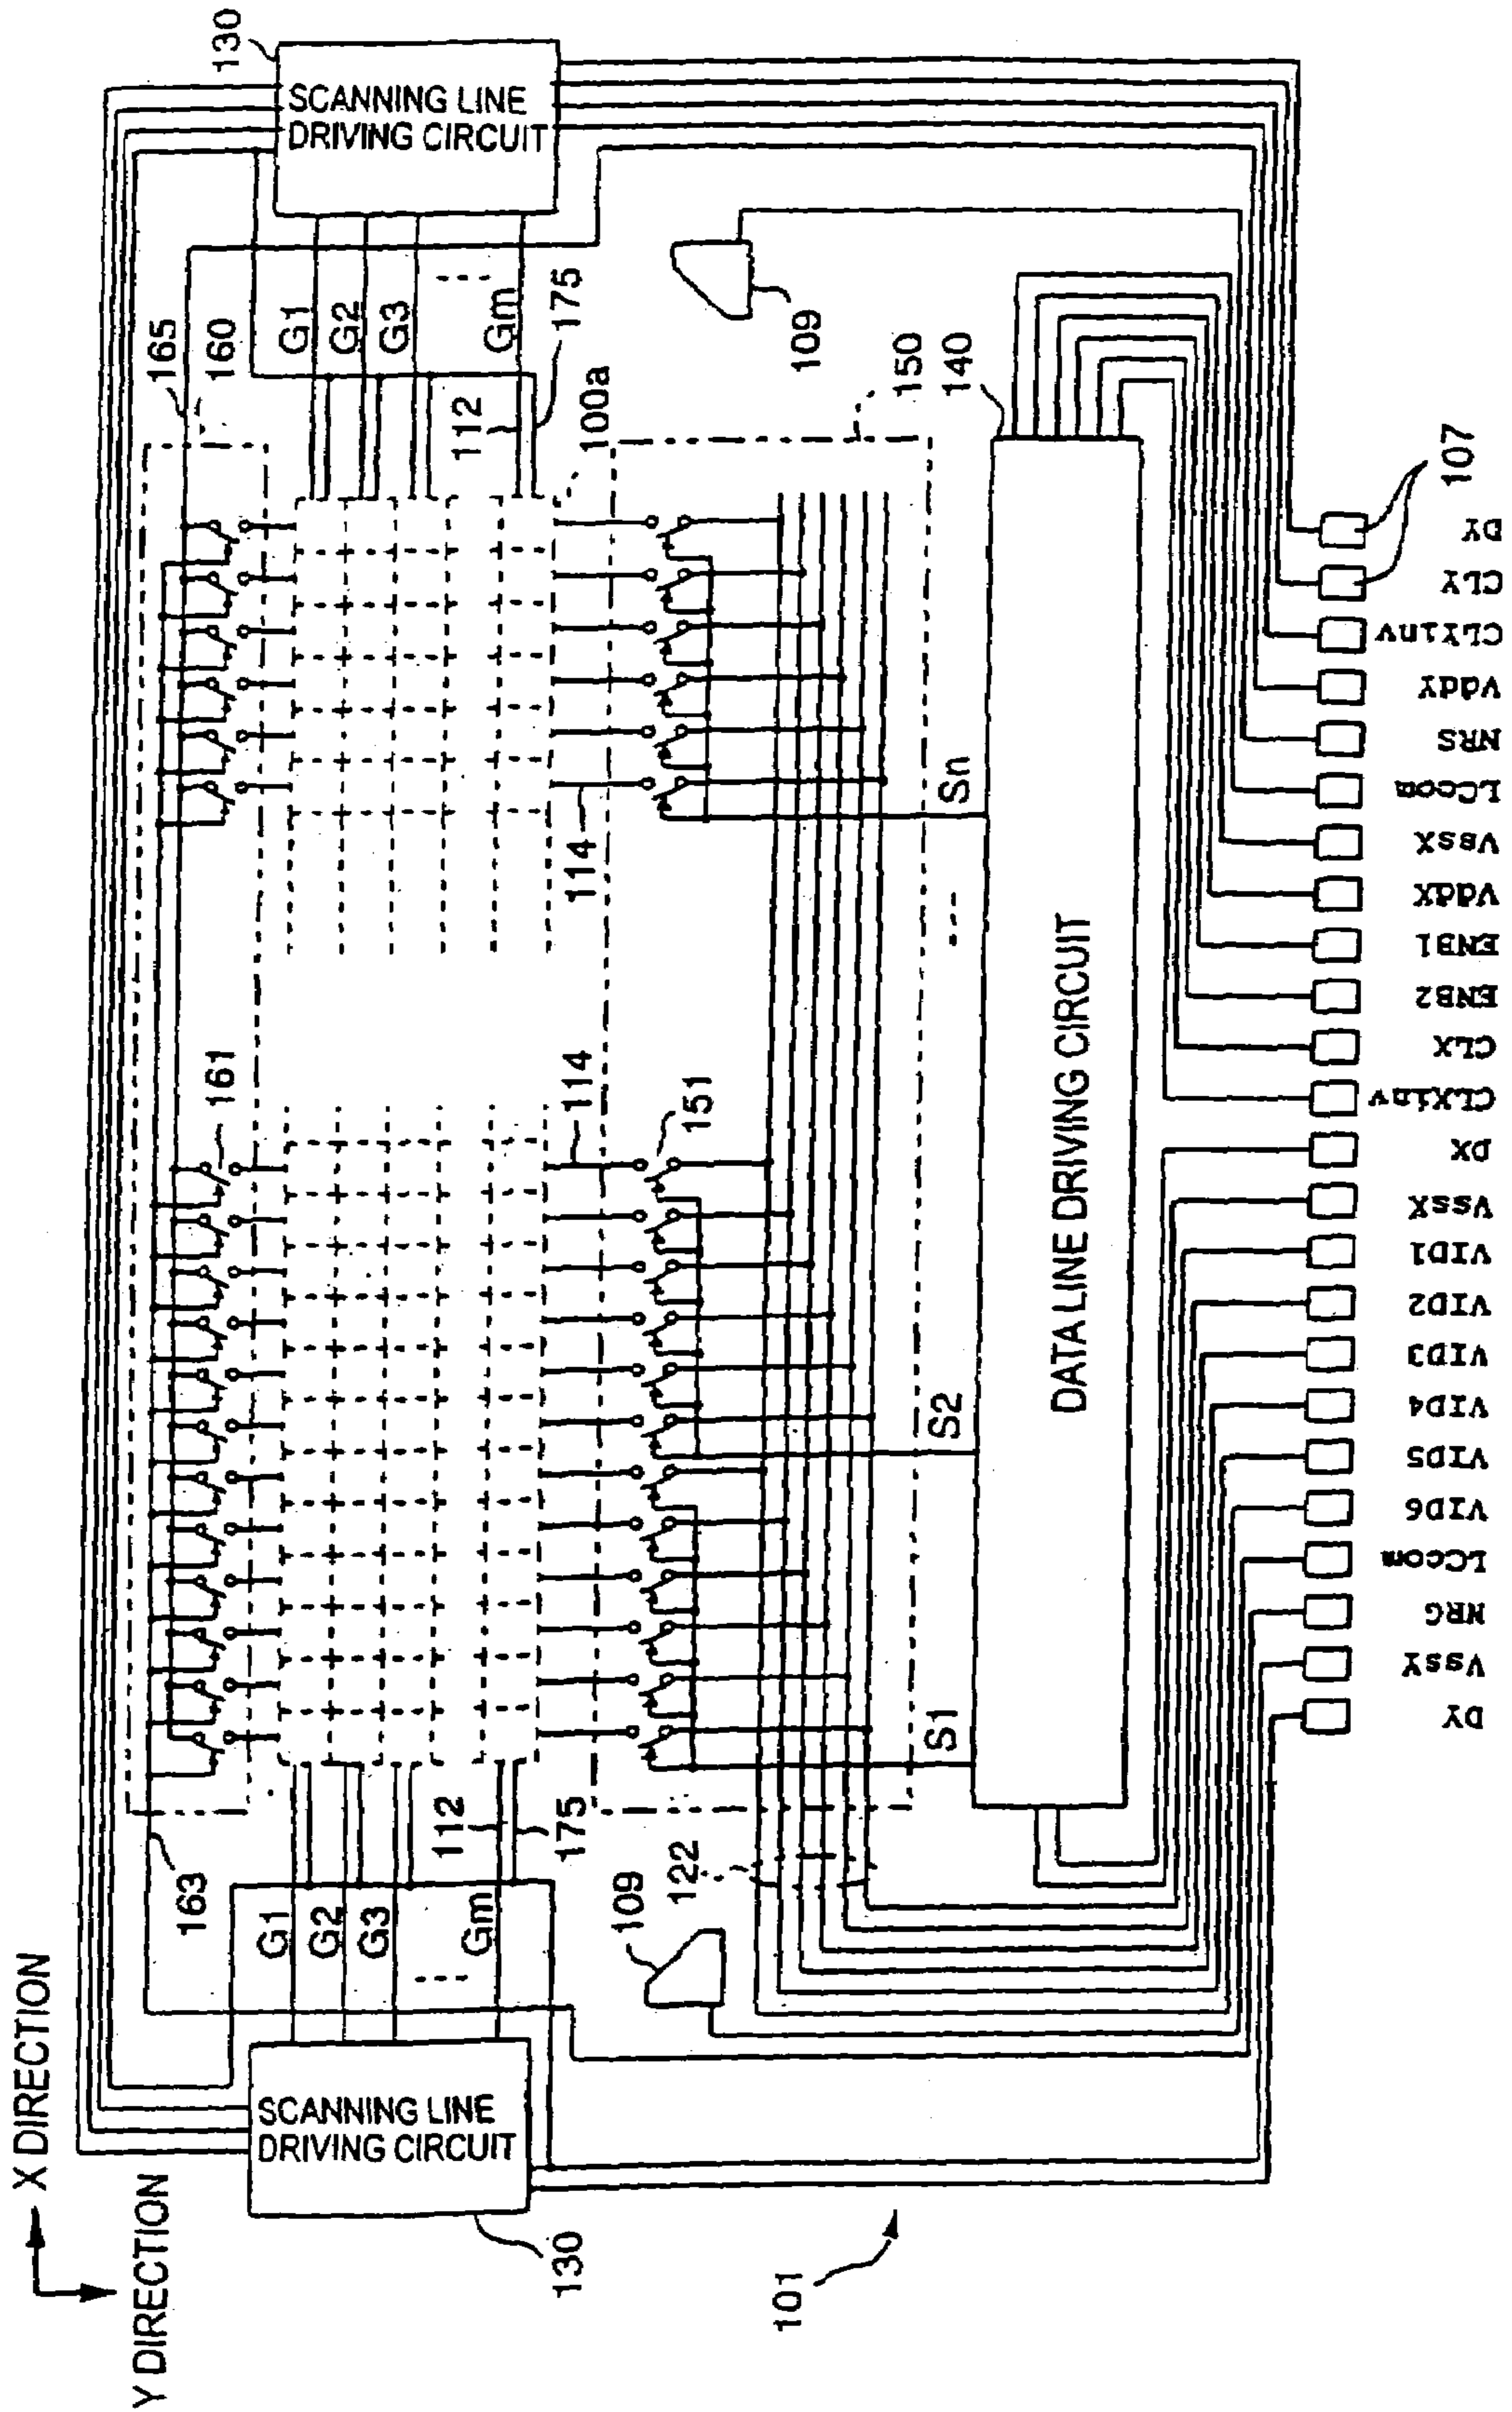 X DIRECTION
Y DIRECTION
163
161
165
160
130
SCANNING LINE
DRIVING CIRCUIT
G1
G2
G3
Gm
112
175
SCANNING LINE
DRIVING CIRCUIT
130
G1
G2
G3
Gm
112
175
100a
109
122
114
151
114
109
150
140
S1
S2
Sn
DATA LINE DRIVING CIRCUIT
101
107
DY
VssY
NRG
LCcom
VID6
VID5
VID4
VID3
VID2
VID1
VssX
DX
CLXinv
CLX
ENB2
ENB1
VddX
VssX
LCcom
NRS
VddY
CLYinv
CLY
DY